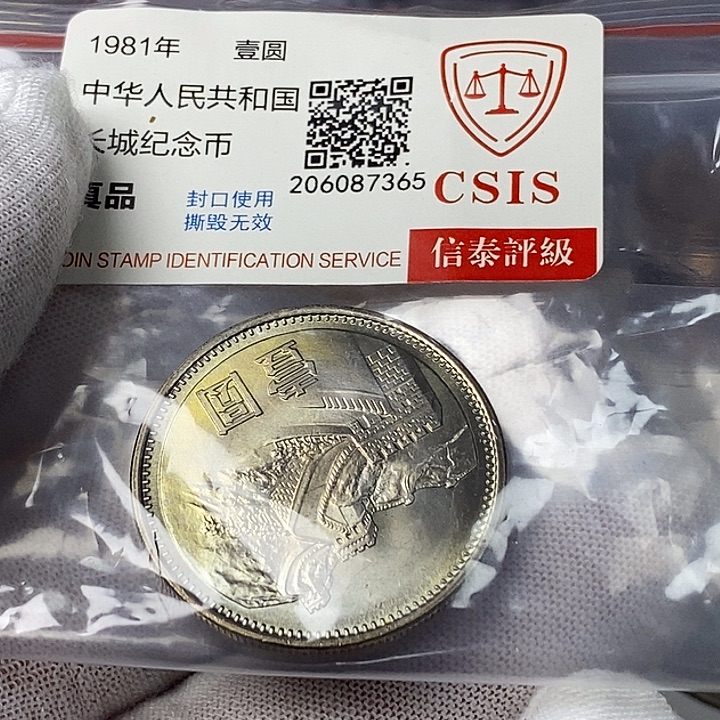 1981年 壹圆
中华人民共和国
长城纪念币
真品
封口使用
撕毁无效
206087365
CSIS
OIN STAMP IDENTIFICATION SERVICE
信泰評級
壹圓